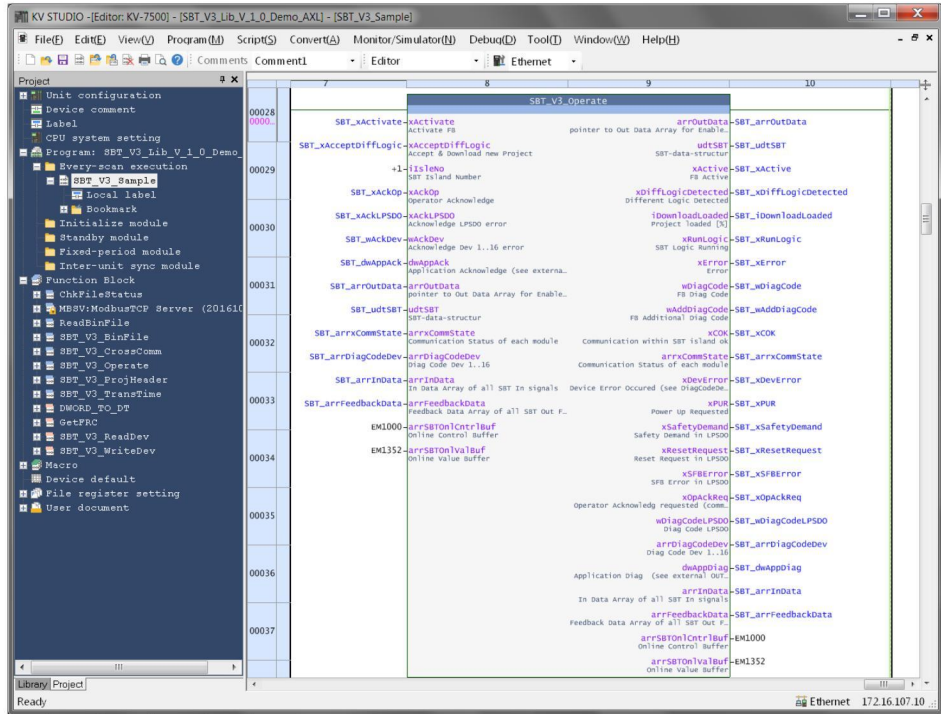 KV STUDIO -[Editor: KV-7500] - [SBT_V3_Lib_V_1_0_Demo_AXL] - [SBT_V3_Sample]
File(F) Edit(E) View(V) Program(M) Script(S) Convert(A) Monitor/Simulator(N) Debug(D) Tool(T) Window(W) Help(H)
Comments Comment1 Editor Ethernet
Project
Unit configuration
Device comment
Label
CPU system setting
Program: SBT_V3_Lib_V_1_0_Demo_
Every-scan execution
SBT_V3_Sample
Local label
Bookmark
Initialize module
Standby module
Fixed-period module
Inter-unit sync module
Function Block
ChkFileStatus
MBSV:ModbusTCP Server (201610
ReadBinFile
SBT_V3_BinFile
SBT_V3_CrossComm
SBT_V3_Operate
SBT_V3_ProjHeader
SBT_V3_TransTime
DWORD_TO_DT
GetFRC
SBT_V3_ReadDev
SBT_V3_WriteDev
Macro
Device default
File register setting
User document
Library Project
7 8 9 10
SBT_V3_Operate
00028
0000...
SBT_xActivate xActivate arrOutData SBT_arrOutData
Activate FB pointer to Out Data Array for Enable...
SBT_xAcceptDiffLogic xAcceptDiffLogic udtSBT SBT_udtSBT
Accept & Download new Project SBT-data-structur
00029 +1 iIsleNo xActive SBT_xActive
SBT Island Number FB Active
SBT_xAckOp xAckOp xDiffLogicDetected SBT_xDiffLogicDetected
Operator Acknowledge Different Logic Detected
00030
SBT_xAckLPSDO xAckLPSDO iDownloadLoaded SBT_iDownloadLoaded
Acknowledge LPSDO error Project loaded [%]
SBT_wAckDev wAckDev xRunLogic SBT_xRunLogic
Acknowledge Dev 1..16 error SBT Logic Running
SBT_dwAppAck dwAppAck xError SBT_xError
Application Acknowledge (see externa... Error
00031
SBT_arrOutData arrOutData wDiagCode SBT_wDiagCode
pointer to Out Data Array for Enable... FB Diag Code
SBT_udtSBT udtSBT wAddDiagCode SBT_wAddDiagCode
SBT-data-structur FB Additional Diag Code
00032
SBT_arrxCommState arrxCommState xCOK SBT_xCOK
Communication Status of each module Communication within SBT island ok
SBT_arrDiagCodeDev arrDiagCodeDev arrxCommState SBT_arrxCommState
Diag Code Dev 1..16 Communication Status of each module
SBT_arrInData arrInData xDevError SBT_xDevError
In Data Array of all SBT In signals Device Error Occured (see DiagCodeDe...
00033
SBT_arrFeedbackData arrFeedbackData xPUR SBT_xPUR
Feedback Data Array of all SBT Out F... Power Up Requested
EM1000 arrSBTOnlCntrlBuf xSafetyDemand SBT_xSafetyDemand
Online Control Buffer Safety Demand in LPSDO
00034
EM1352 arrSBTOnlValBuf xResetRequest SBT_xResetRequest
Online Value Buffer Reset Request in LPSDO
xSFBError SBT_xSFBError
SFB Error in LPSDO
xOpAckReq SBT_xOpAckReq
Operator Acknowledg requested (comm...
00035
wDiagCodeLPSDO SBT_wDiagCodeLPSDO
Diag Code LPSDO
arrDiagCodeDev SBT_arrDiagCodeDev
Diag Code Dev 1..16
00036
dwAppDiag SBT_dwAppDiag
Application Diag (see external OUT...
arrInData SBT_arrInData
In Data Array of all SBT In signals
arrFeedbackData SBT_arrFeedbackData
Feedback Data Array of all SBT Out F...
00037
arrSBTOnlCntrlBuf EM1000
Online Control Buffer
arrSBTOnlValBuf EM1352
Online Value Buffer
Ready Ethernet 172.16.107.10